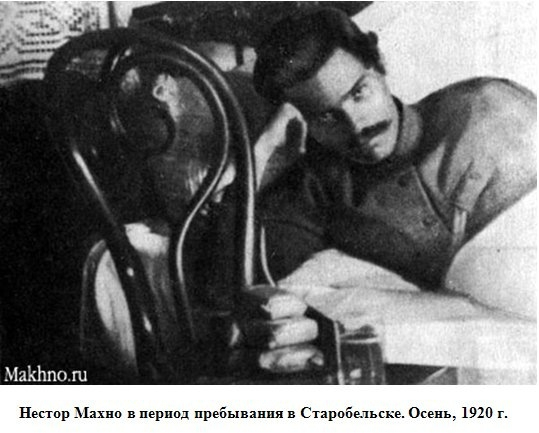 Makhno.ru
Нестор Махно в период пребывания в Старобельске. Осень, 1920 г.